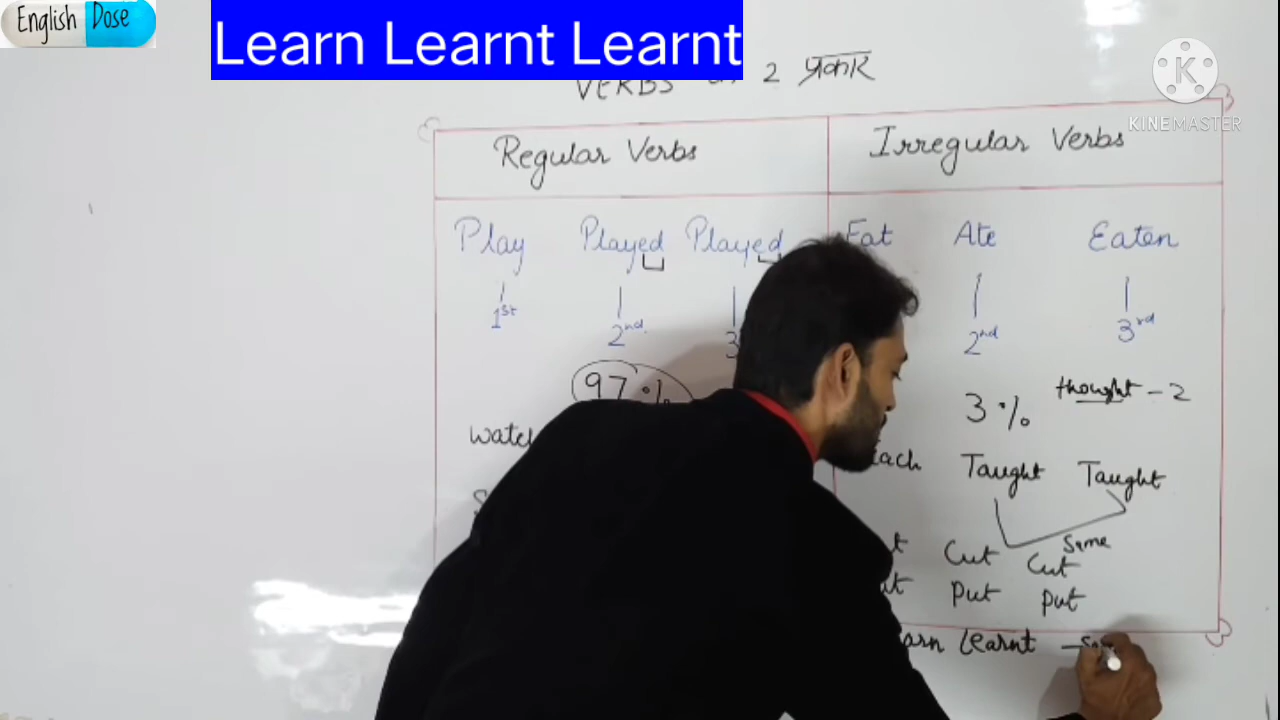 English Dose
Learn Learnt Learnt
KINEMASTER
VERBS 2 प्रकार
Regular Verbs Irregular Verbs
Play Played Played Eat Ate Eaten
1st 2nd 2nd 3rd
97 % 3 % thought - 2
Taught Taught
Same
Cut Cut
Put Put
Learnt